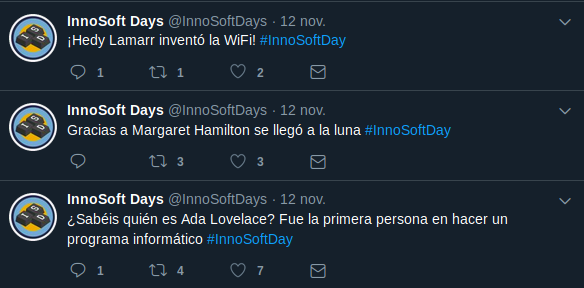 InnoSoft Days @InnoSoftDays · 12 nov.
¡Hedy Lamarr inventó la WiFi! #InnoSoftDay
1 1 2
InnoSoft Days @InnoSoftDays · 12 nov.
Gracias a Margaret Hamilton se llegó a la luna #InnoSoftDay
3 3
InnoSoft Days @InnoSoftDays · 12 nov.
¿Sabéis quién es Ada Lovelace? Fue la primera persona en hacer un
programa informático #InnoSoftDay
1 4 7